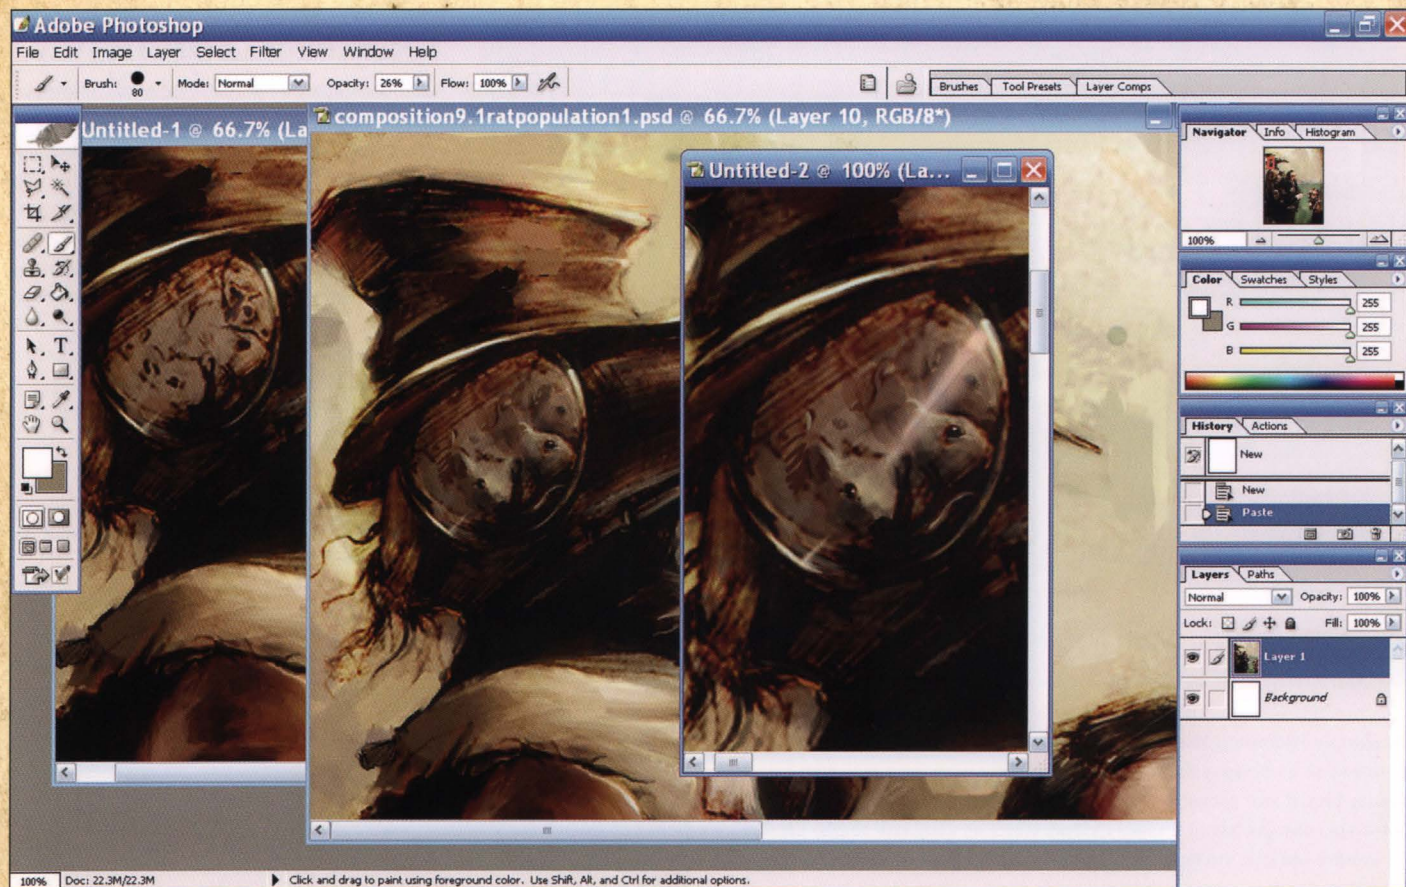 Adobe Photoshop
File Edit Image Layer Select Filter View Window Help
Brush: 80 Mode: Normal Opacity: 26% Flow: 100% Brushes Tool Presets Layer Comps
Untitled-1 @ 66.7% (La
composition9.1ratpopulation1.psd @ 66.7% (Layer 10, RGB/8*)
Untitled-2 @ 100% (La...
Navigator Info Histogram
100%
Color Swatches Styles
R 255
G 255
B 255
History Actions
New
New
Paste
Layers Paths
Normal Opacity: 100%
Lock: Fill: 100%
Layer 1
Background
T
100% Doc: 22.3M/22.3M Click and drag to paint using foreground color. Use Shift, Alt, and Ctrl for additional options.